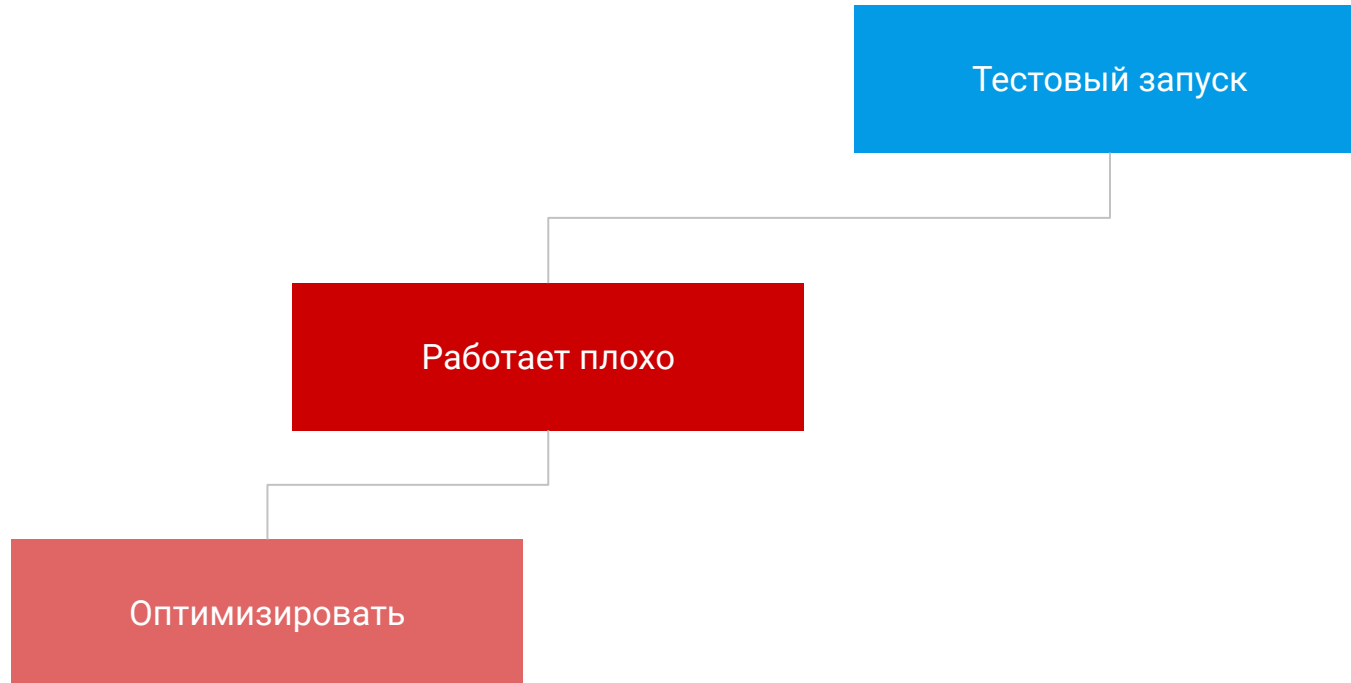 Тестовый запуск
Работает плохо
Оптимизировать